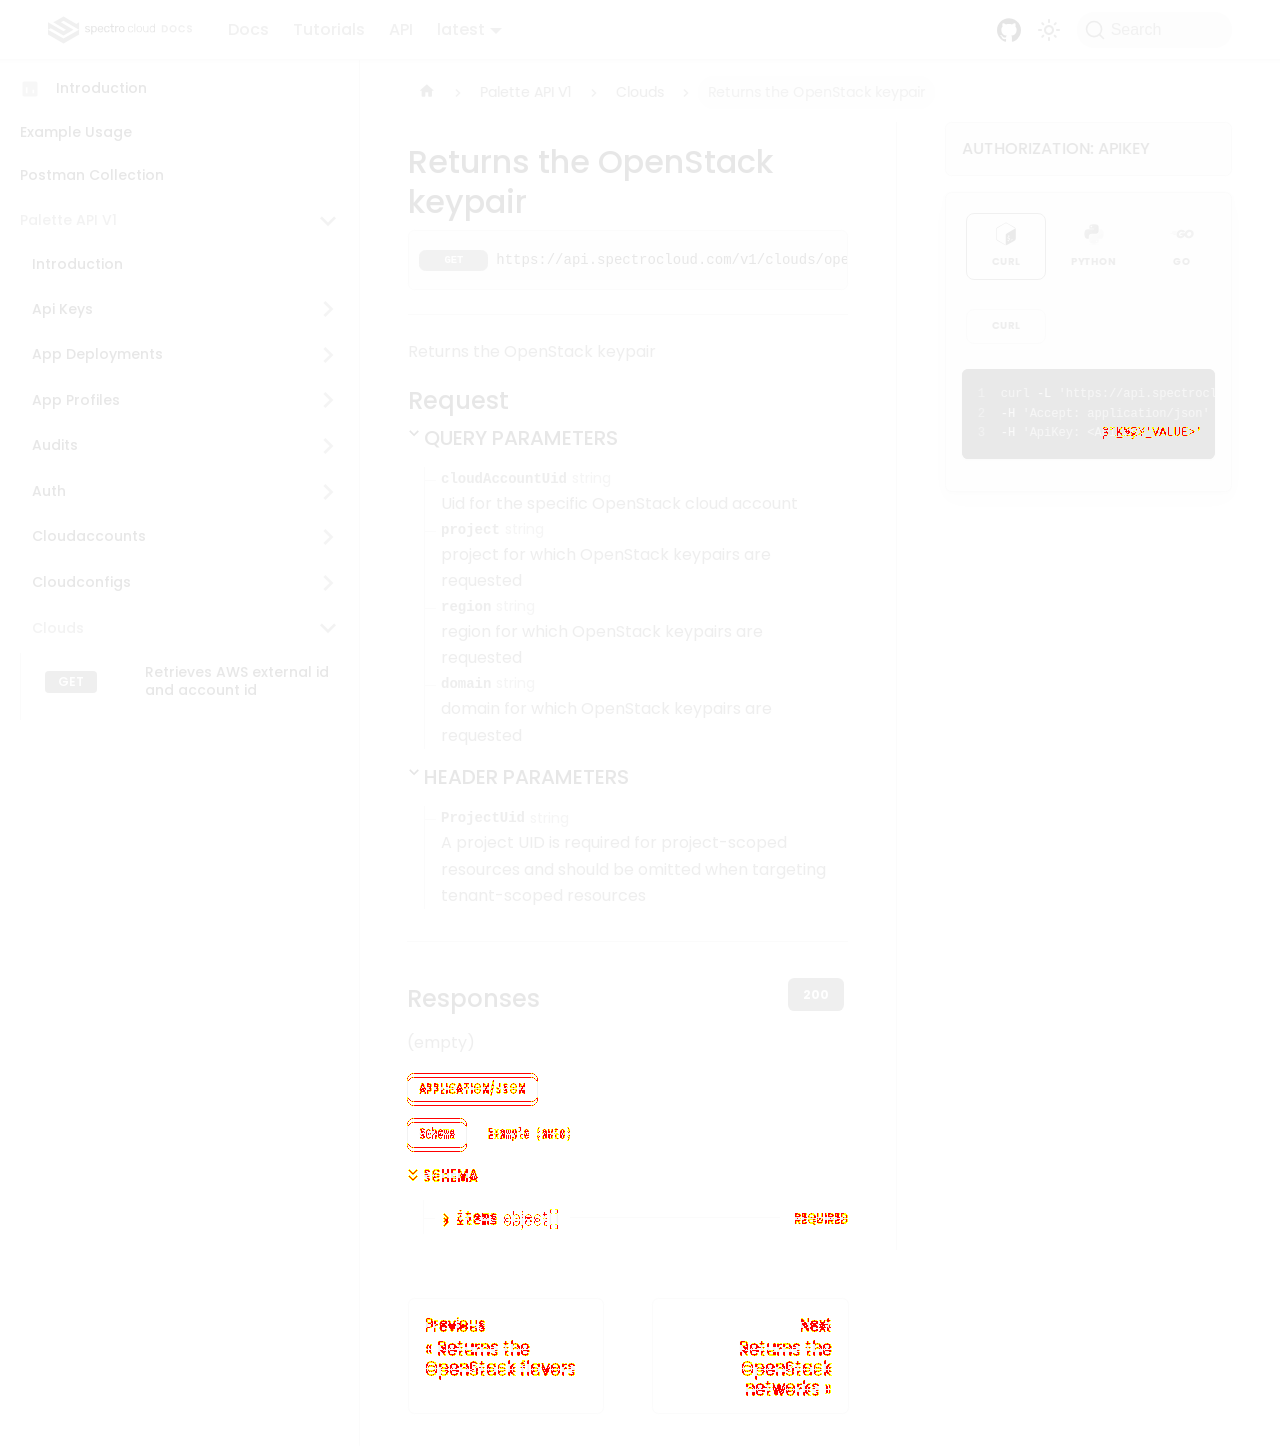 spectro cloud DOCS
Docs
Tutorials
API
latest
Search
Introduction
Example Usage
Postman Collection
Palette API V1
Introduction
Api Keys
App Deployments
App Profiles
Audits
Auth
Cloudaccounts
Cloudconfigs
Clouds
GET
Retrieves AWS external id
and account id
Palette API V1
Clouds
Returns the OpenStack keypair
Returns the OpenStack
keypair
GET
https://api.spectrocloud.com/v1/clouds/ope
Returns the OpenStack keypair
Request
QUERY PARAMETERS
cloudAccountUid string
Uid for the specific OpenStack cloud account
project string
project for which OpenStack keypairs are
requested
region string
region for which OpenStack keypairs are
requested
domain string
domain for which OpenStack keypairs are
requested
HEADER PARAMETERS
ProjectUid string
A project UID is required for project-scoped
resources and should be omitted when targeting
tenant-scoped resources
Responses
200
(empty)
APPLICATION/JSON
Schema
Example (auto)
SCHEMA
items object[]
REQUIRED
Previous
« Returns the
OpenStack flavors
Next
Returns the
OpenStack
networks »
AUTHORIZATION: APIKEY
CURL
PYTHON
GO
GO
CURL
1 curl -L 'https://api.spectrocl
2 -H 'Accept: application/json'
3 -H 'ApiKey: